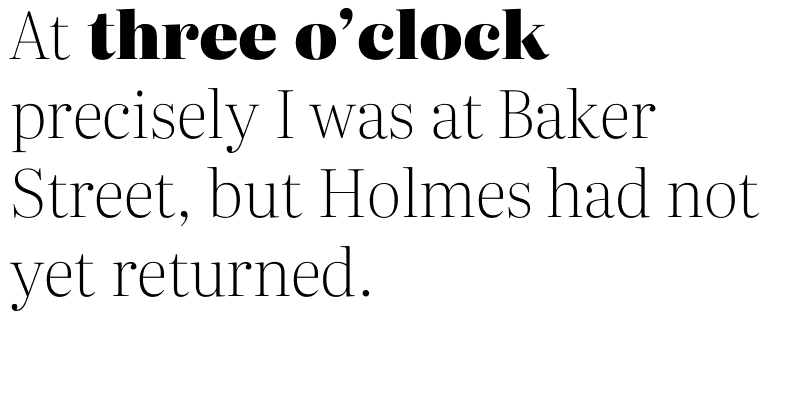 At three o’clock
precisely I was at Baker
Street, but Holmes had not
yet returned.